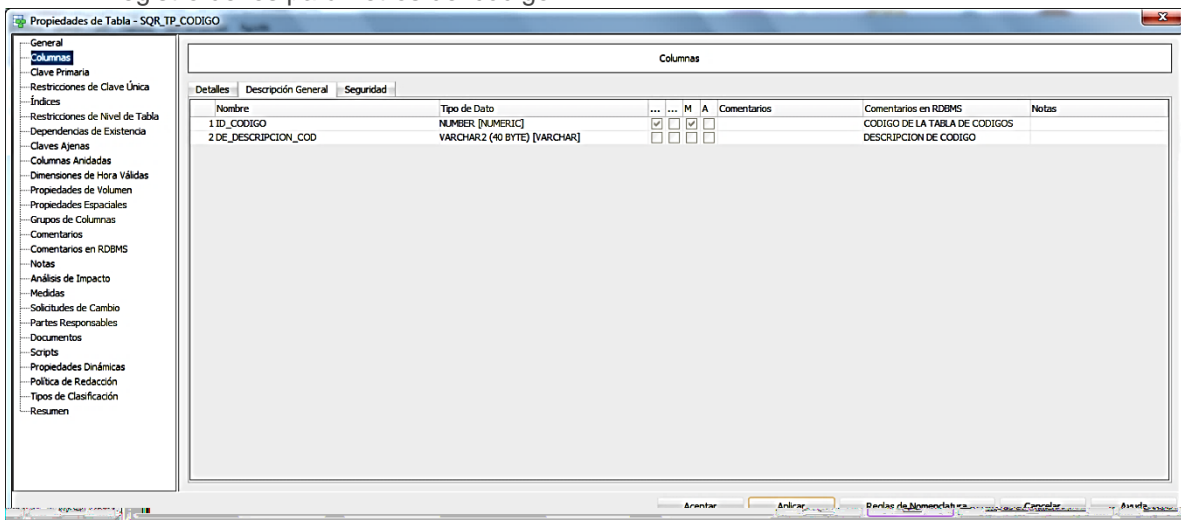 Propiedades de Tabla - SQR_TP_CODIGO
General
Columnas
Clave Primaria
Restricciones de Clave Única
Índices
Restricciones de Nivel de Tabla
Dependencias de Existencia
Claves Ajenas
Columnas Anidadas
Dimensiones de Hora Válidas
Propiedades de Volumen
Propiedades Espaciales
Grupos de Columnas
Comentarios
Comentarios en RDBMS
Notas
Análisis de Impacto
Medidas
Solicitudes de Cambio
Partes Responsables
Documentos
Scripts
Propiedades Dinámicas
Política de Redacción
Tipos de Clasificación
Resumen
Columnas
Detalles Descripción General Seguridad
Nombre Tipo de Dato ... ... M A Comentarios Comentarios en RDBMS Notas
1 ID_CODIGO NUMBER [NUMERIC] CODIGO DE LA TABLA DE CODIGOS
2 DE_DESCRIPCION_COD VARCHAR2 (40 BYTE) [VARCHAR] DESCRIPCION DE CODIGO
Aceptar Aplicar Reglas de Nomenclatura Cancelar Ayuda